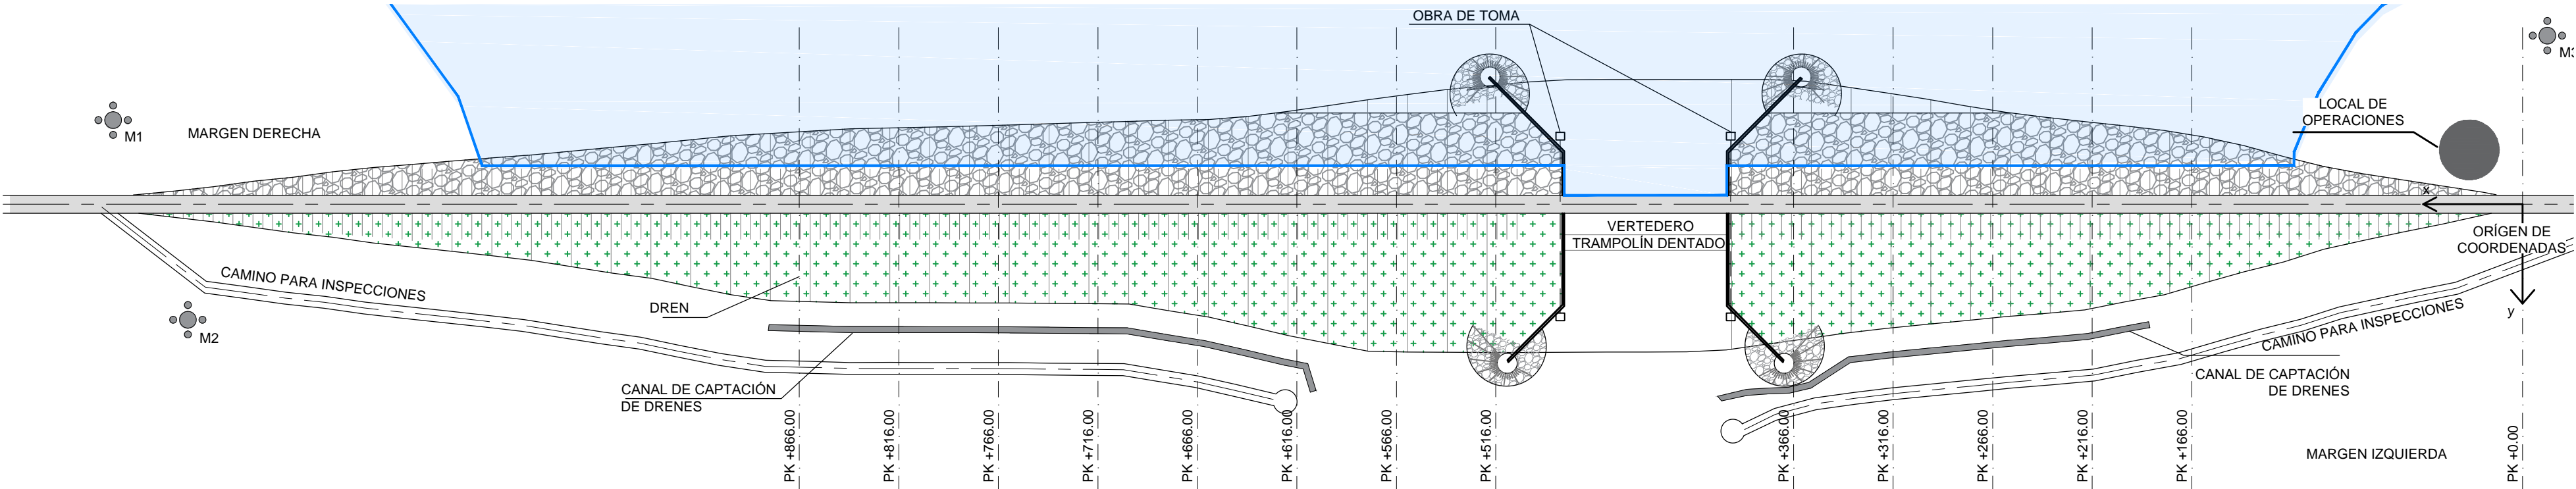 OBRA DE TOMA
M3
LOCAL DE
OPERACIONES
M1
MARGEN DERECHA
x
VERTEDERO
TRAMPOLÍN DENTADO
ORÍGEN DE
COORDENADAS
CAMINO PARA INSPECCIONES
DREN
M2
y
CAMINO PARA INSPECCIONES
CANAL DE CAPTACIÓN
DE DRENES
CANAL DE CAPTACIÓN
DE DRENES
PK +866.00
PK +816.00
PK +766.00
PK +716.00
PK +666.00
PK +616.00
PK +566.00
PK +516.00
PK +366.00
PK +316.00
PK +266.00
PK +216.00
PK +166.00
MARGEN IZQUIERDA
PK +0.00